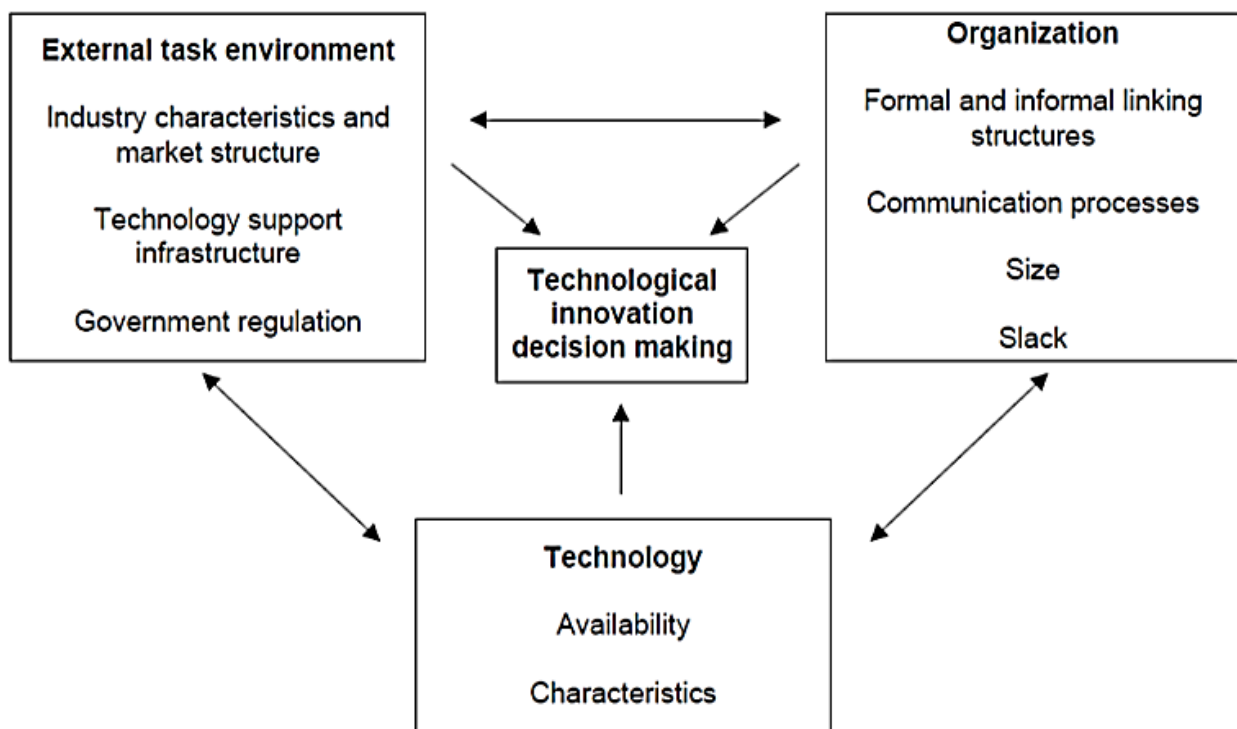 External task environment
Industry characteristics and
market structure
Technology support
infrastructure
Government regulation
Organization
Formal and informal linking
structures
Communication processes
Size
Slack
Technological
innovation
decision making
Technology
Availability
Characteristics